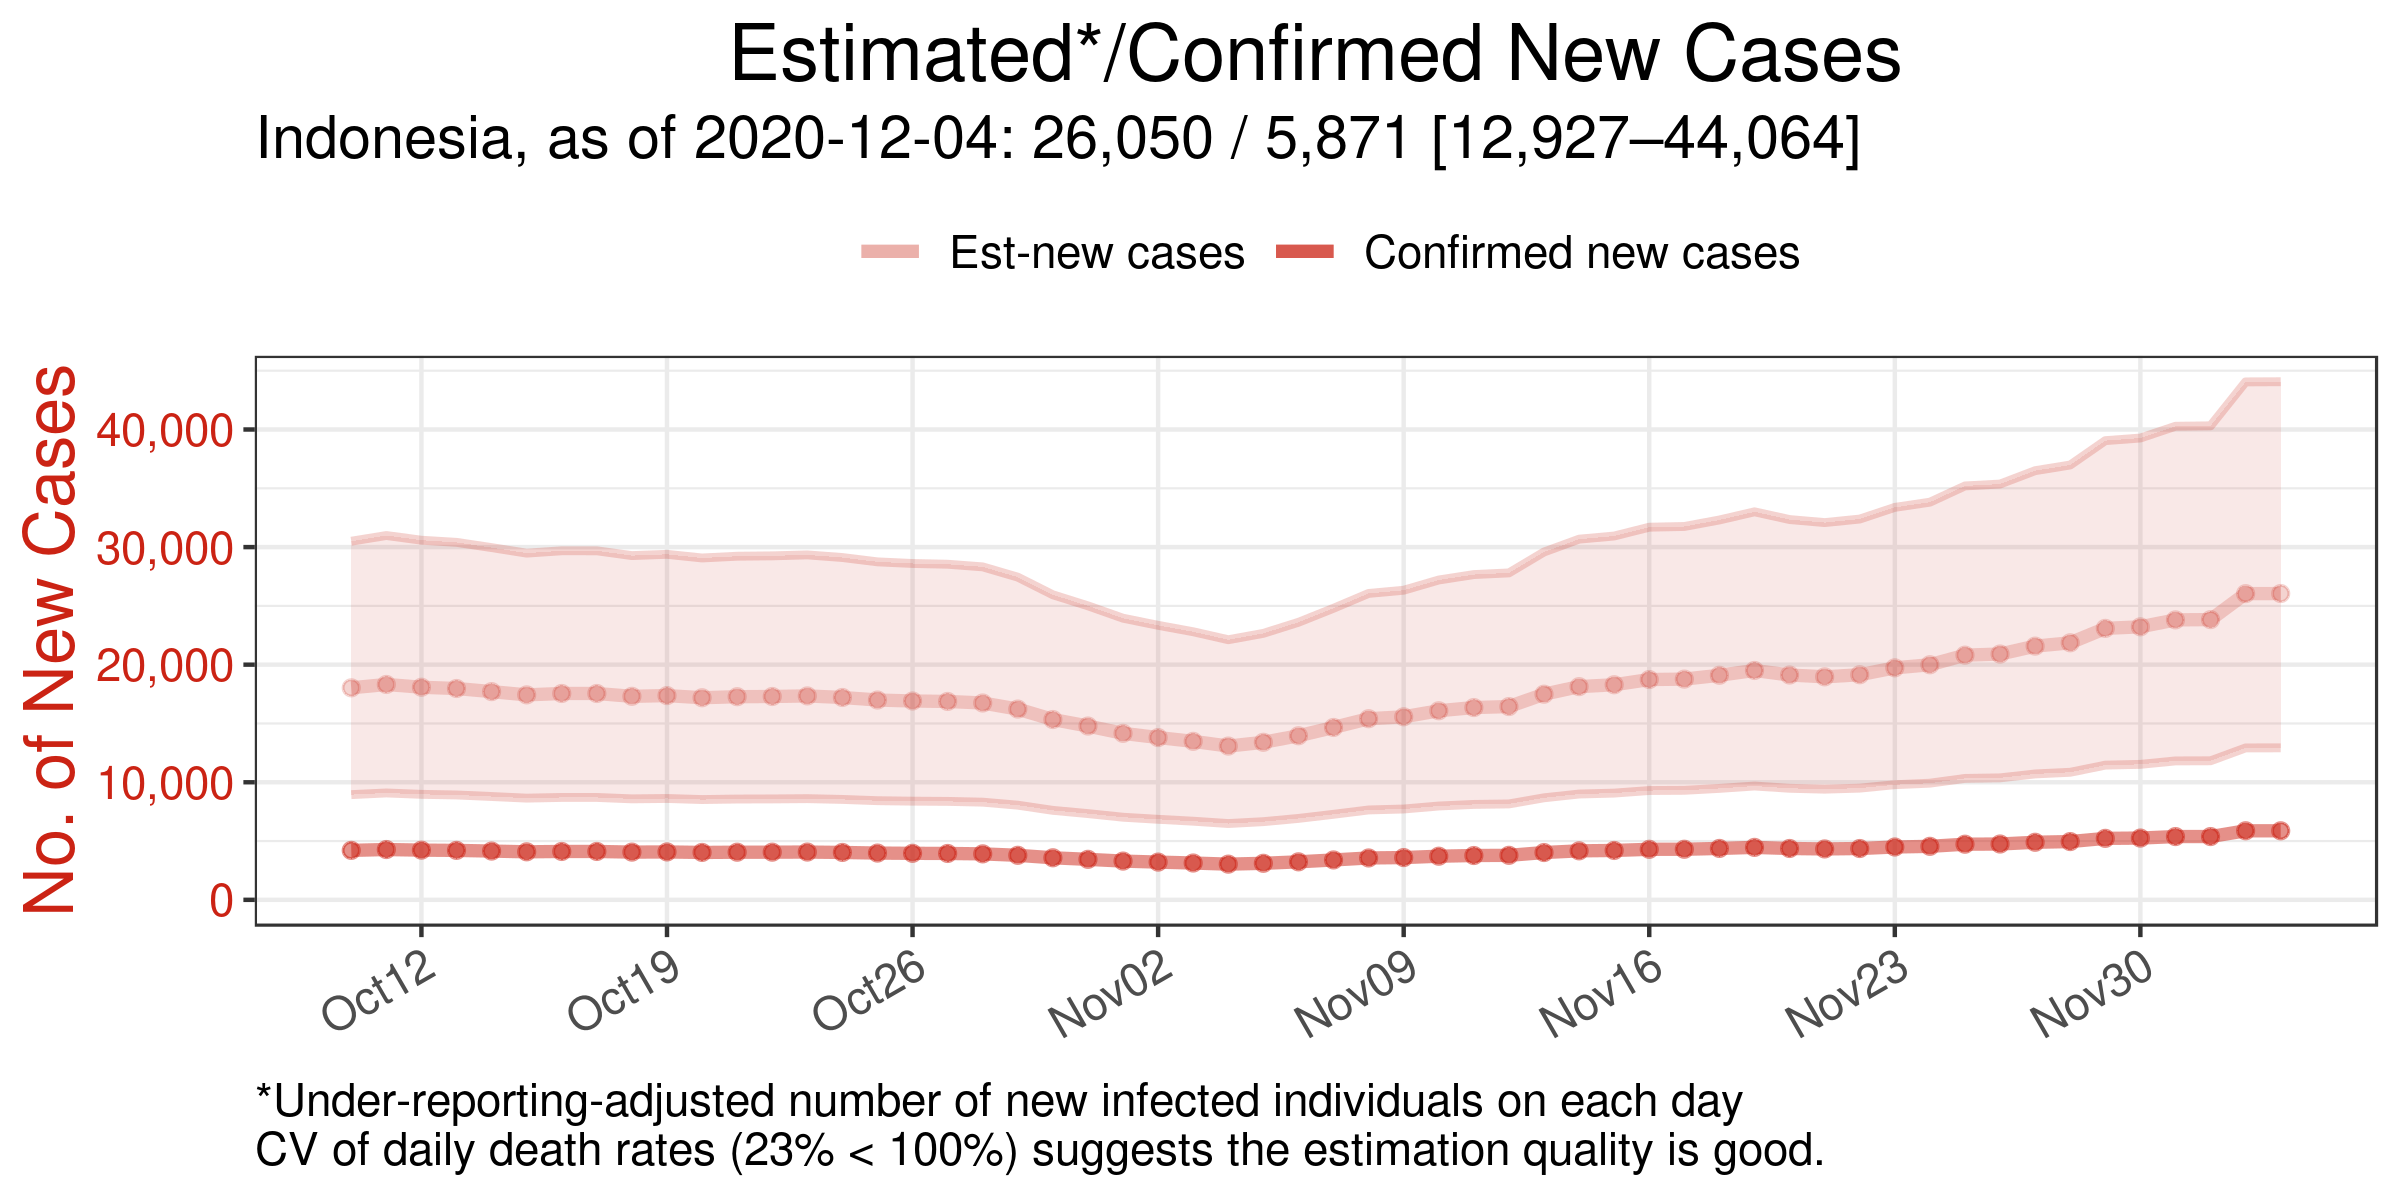 Estimated*/Confirmed New Cases
Indonesia, as of 2020-12-04: 26,050 / 5,871 [12,927–44,064]
Est-new cases
Confirmed new cases
No. of New Cases
40,000
30,000
20,000
10,000
0
Oct12
Oct19
Oct26
Nov02
Nov09
Nov16
Nov23
Nov30
*Under-reporting-adjusted number of new infected individuals on each day
CV of daily death rates (23% < 100%) suggests the estimation quality is good.